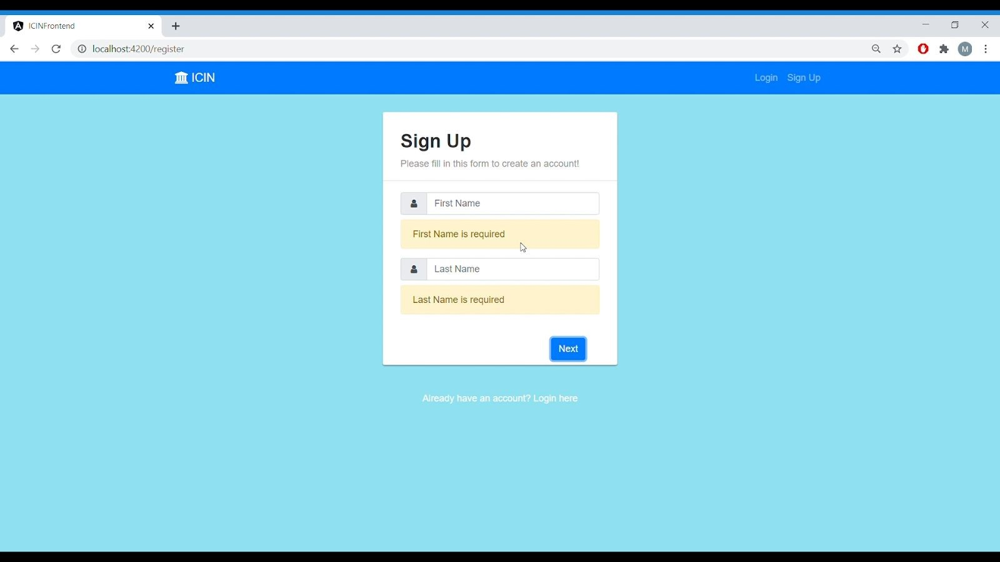 ICINFrontend
localhost:4200/register
M
ICIN
Login Sign Up
Sign Up
Please fill in this form to create an account!
First Name
First Name is required
Last Name
Last Name is required
Next
Already have an account? Login here